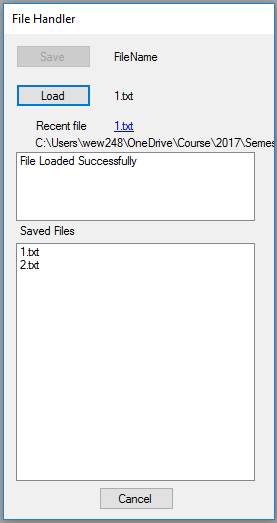 File Handler
Save FileName
Load 1.txt
Recent file 1.txt
C:\Users\wew248\OneDrive\Course\2017\Semes
File Loaded Successfully
Saved Files
1.txt
2.txt
Cancel